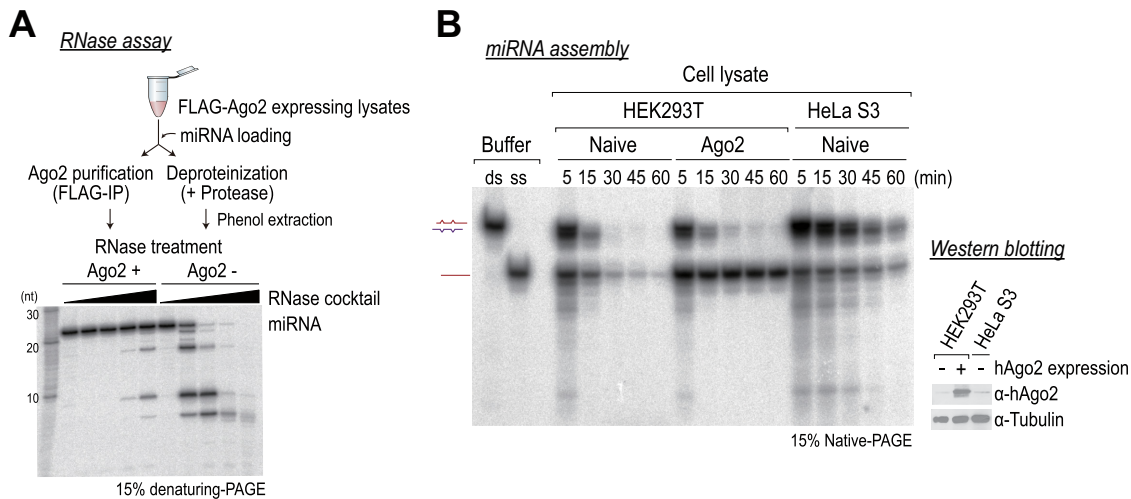 A
RNase assay
FLAG-Ago2 expressing lysates
miRNA loading
Ago2 purification
(FLAG-IP)
Deproteinization
(+ Protease)
Phenol extraction
RNase treatment
Ago2 + Ago2 -
(nt)
RNase cocktail
miRNA
30
20
10
15% denaturing-PAGE
B
miRNA assembly
Cell lysate
HEK293T HeLa S3
Buffer Naive Ago2 Naive
ds ss 5 15 30 45 60 5 15 30 45 60 5 15 30 45 60 (min)
15% Native-PAGE
Western blotting
HEK293T
HeLa S3
- + - hAgo2 expression
α-hAgo2
α-Tubulin